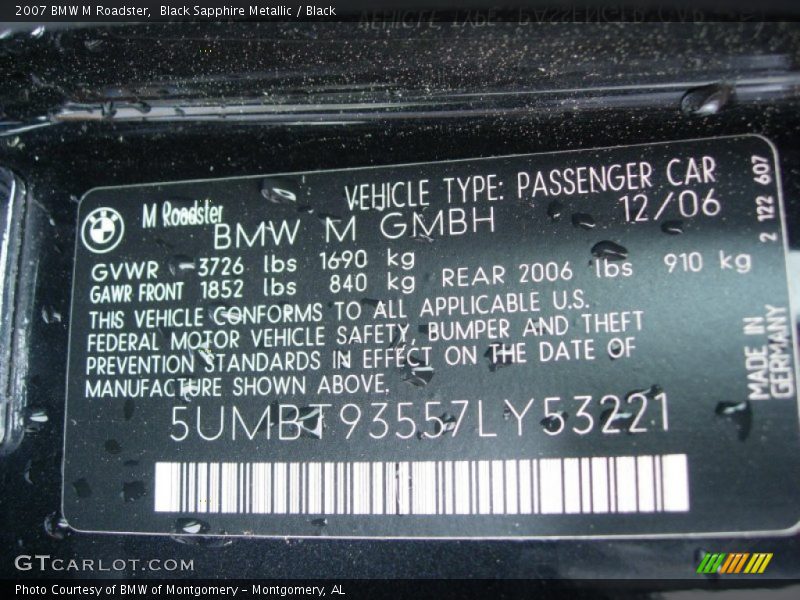 2007 BMW M Roadster, Black Sapphire Metallic / Black
VEHICLE TYPE: PASSENGER CAR
M Roadster
12/06
BMW M GMBH
GVWR 3726 lbs 1690 kg
GAWR FRONT 1852 lbs 840 kg REAR 2006 lbs 910 kg
THIS VEHICLE CONFORMS TO ALL APPLICABLE U.S.
FEDERAL MOTOR VEHICLE SAFETY, BUMPER AND THEFT
PREVENTION STANDARDS IN EFFECT ON THE DATE OF
MANUFACTURE SHOWN ABOVE.
5UMBT93557LY53221
2 122 607
MADE IN
GERMANY
GTCARLOT.COM
Photo Courtesy of BMW of Montgomery – Montgomery, AL